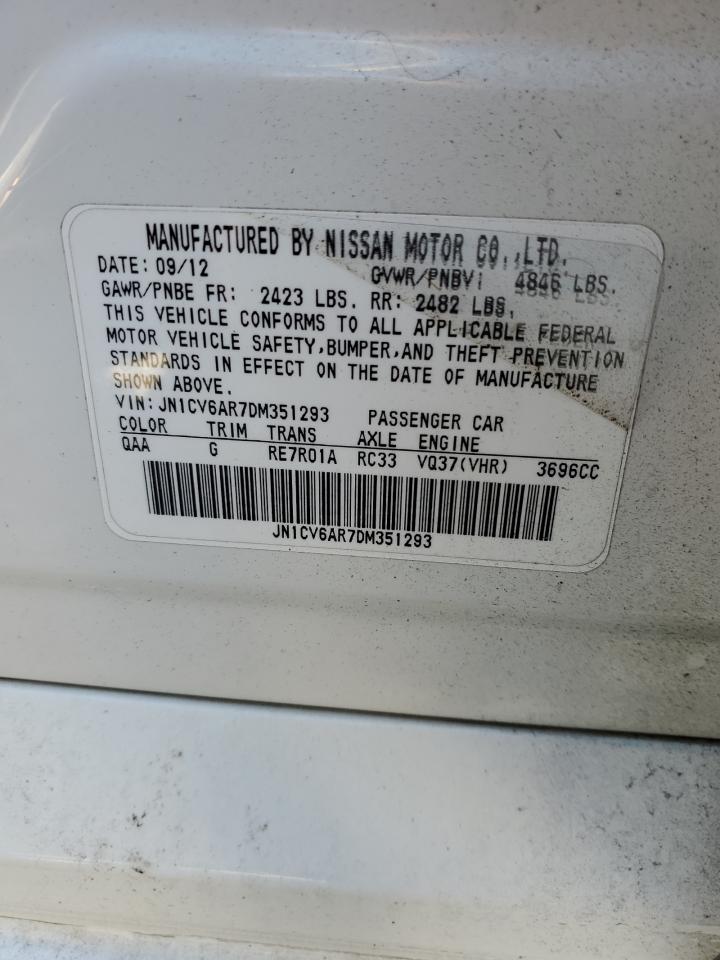 MANUFACTURED BY NISSAN MOTOR CO.,LTD.
DATE: 09/12 GVWR/PNBV: 4846 LBS.
GAWR/PNBE FR: 2423 LBS. RR: 2482 LBS.
THIS VEHICLE CONFORMS TO ALL APPLICABLE FEDERAL
MOTOR VEHICLE SAFETY,BUMPER,AND THEFT PREVENTION
STANDARDS IN EFFECT ON THE DATE OF MANUFACTURE
SHOWN ABOVE.
VIN:JN1CV6AR7DM351293 PASSENGER CAR
COLOR TRIM TRANS AXLE ENGINE
QAA G RE7R01A RC33 VQ37(VHR) 3696CC
JN1CV6AR7DM351293